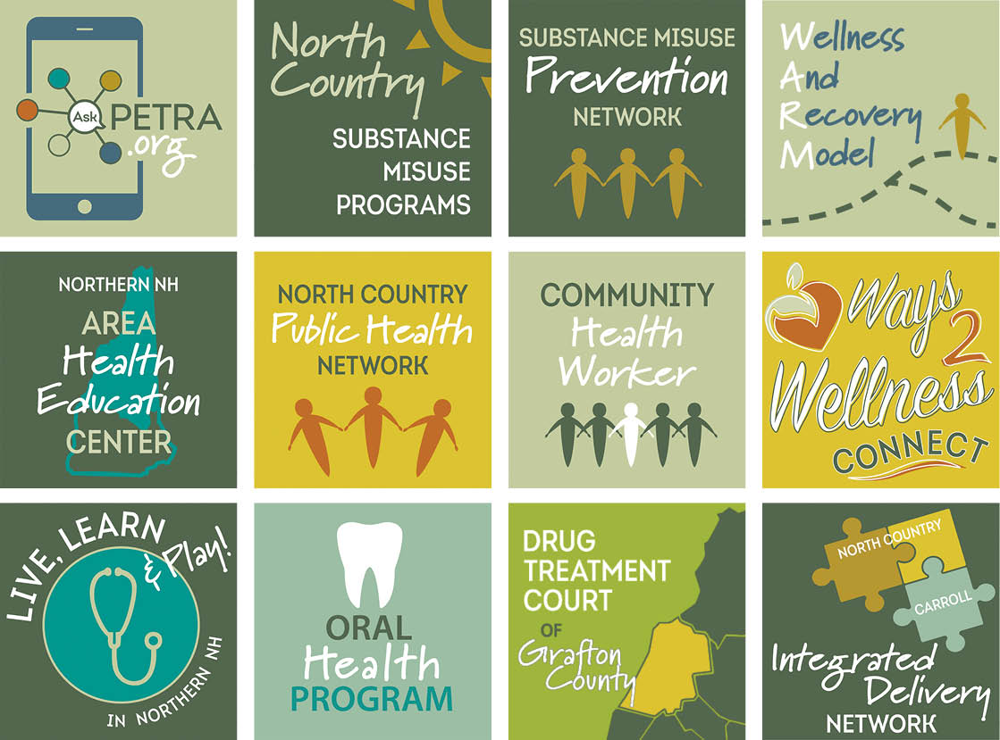 Ask PETRA
.org
North
Country
SUBSTANCE
MISUSE
PROGRAMS
SUBSTANCE MISUSE
Prevention
NETWORK
Wellness
And
Recovery
Model
NORTHERN NH
AREA
Health
Education
CENTER
NORTH COUNTRY
Public Health
NETWORK
COMMUNITY
Health
Worker
Ways
2
Wellness
CONNECT
LIVE, LEARN
& Play!
IN NORTHERN NH
ORAL
Health
PROGRAM
DRUG
TREATMENT
COURT
OF
Grafton
County
NORTH COUNTRY
CARROLL
Integrated
Delivery
NETWORK